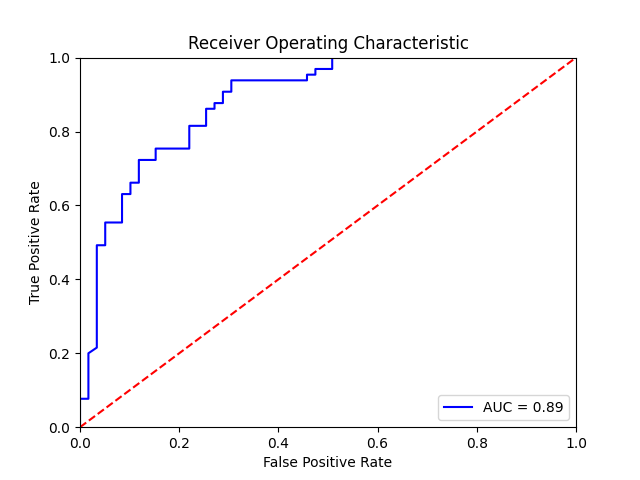 Receiver Operating Characteristic
True Positive Rate
1.0
0.8
0.6
0.4
0.2
0.0
AUC = 0.89
0.0 0.2 0.4 0.6 0.8 1.0
False Positive Rate